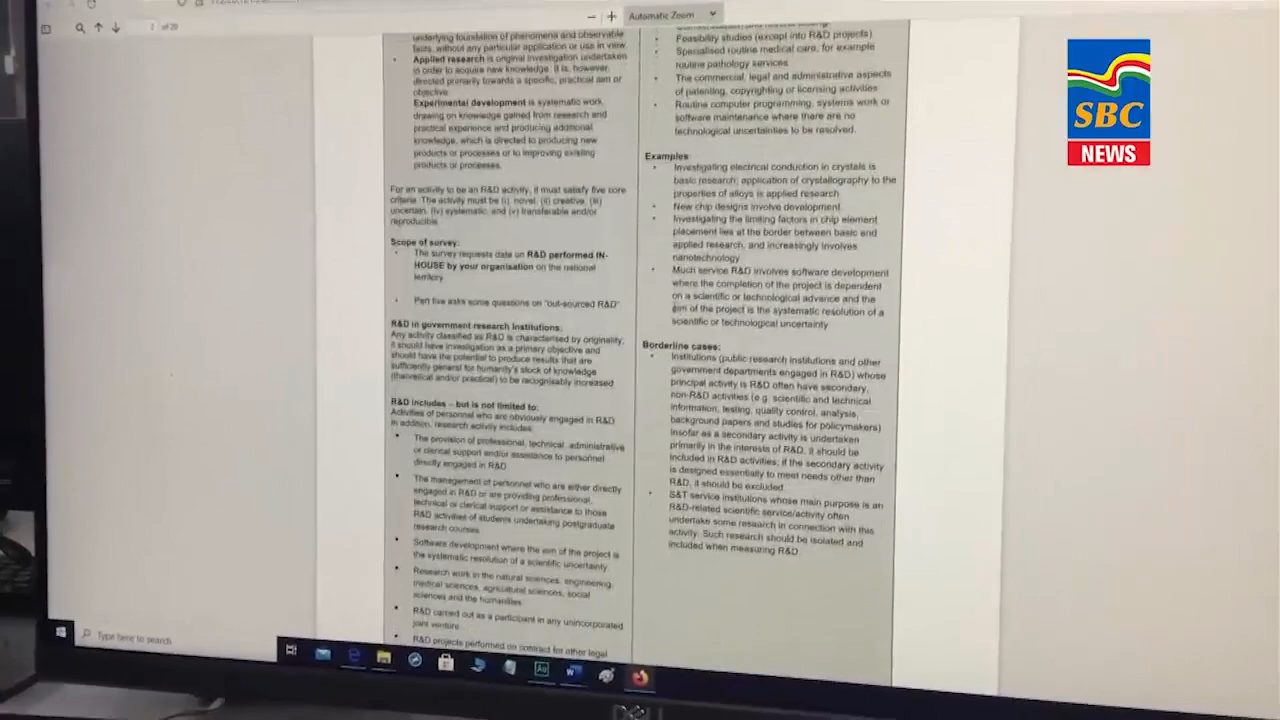 of 20
Automatic Zoom
underlying foundation of phenomena and observable
facts, without any particular application or use in view.
Applied research is original investigation undertaken
in order to acquire new knowledge. It is, however,
directed primarily towards a specific, practical aim or
objective.
Experimental development is systematic work,
drawing on knowledge gained from research and
practical experience and producing additional
knowledge, which is directed to producing new
products or processes or to improving existing
products or processes.
For an activity to be an R&D activity, it must satisfy five core
criteria. The activity must be (i). novel, (ii) creative, (iii)
uncertain, (iv) systematic and (v) transferable and/or
reproducible.
Scope of survey:
The survey requests data on R&D performed IN-
HOUSE by your organisation on the national
territory
Part five asks some questions on "out-sourced R&D"
R&D in government research institutions:
Any activity classified as R&D is characterised by originality;
it should have investigation as a primary objective and
should have the potential to produce results that are
sufficiently general for humanity's stock of knowledge
(theoretical and/or practical) to be recognisably increased
R&D includes – but is not limited to:
Activities of personnel who are obviously engaged in R&D
In addition, research activity includes:
The provision of professional, technical, administrative
or clerical support and/or assistance to personnel
directly engaged in R&D
The management of personnel who are either directly
engaged in R&D or are providing professional,
technical or clerical support or assistance to those
R&D activities of students undertaking postgraduate
research courses
Software development where the aim of the project is
the systematic resolution of a scientific uncertainty
Research work in the natural sciences, engineering,
medical sciences, agricultural sciences, social
sciences and the humanities
R&D carried out as a participant in any unincorporated
joint venture
R&D projects performed on contract for other legal
Feasibility studies (except into R&D projects)
Specialised routine medical care, for example
routine pathology services
The commercial, legal and administrative aspects
of patenting, copyrighting or licensing activities
Routine computer programming, systems work or
software maintenance where there are no
technological uncertainties to be resolved.
Examples
Investigating electrical conduction in crystals is
basic research; application of crystallography to the
properties of alloys is applied research
New chip designs involve development
Investigating the limiting factors in chip element
placement lies at the border between basic and
applied research, and increasingly involves
nanotechnology
Much service R&D involves software development
where the completion of the project is dependent
on a scientific or technological advance and the
aim of the project is the systematic resolution of a
scientific or technological uncertainty
Borderline cases:
Institutions (public research institutions and other
government departments engaged in R&D) whose
principal activity is R&D often have secondary,
non-R&D activities (e.g. scientific and technical
information, testing, quality control, analysis,
background papers and studies for policymakers)
Insofar as a secondary activity is undertaken
primarily in the interests of R&D, it should be
included in R&D activities; if the secondary activity
is designed essentially to meet needs other than
R&D, it should be excluded.
S&T service institutions whose main purpose is an
R&D-related scientific service/activity often
undertake some research in connection with this
activity. Such research should be isolated and
included when measuring R&D
SBC
NEWS
Type here to search
Au
DELL